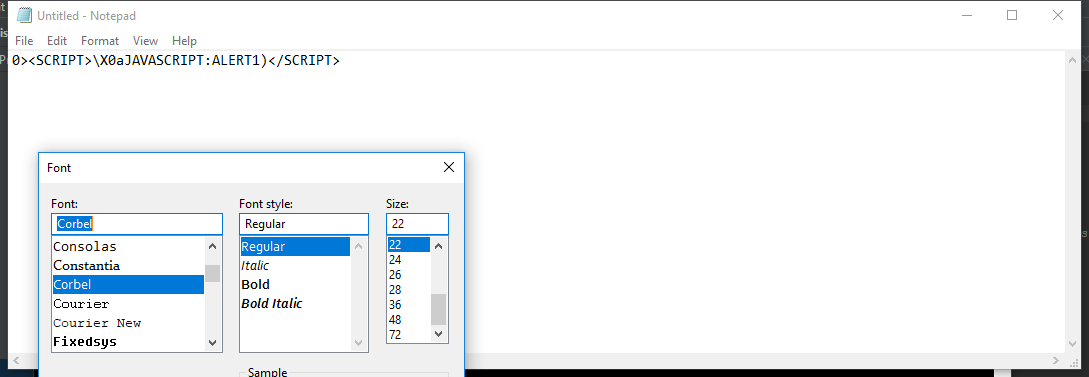 Untitled - Notepad
File Edit Format View Help
0><SCRIPT>\X0aJAVASCRIPT:ALERT1)</SCRIPT>
Font
Font: Font style: Size:
Corbel Regular 22
Consolas Regular 22
Constantia Italic 24
Corbel Bold 26
Courier Bold Italic 28
Courier New 36
Fixedsys 48
72
Sample